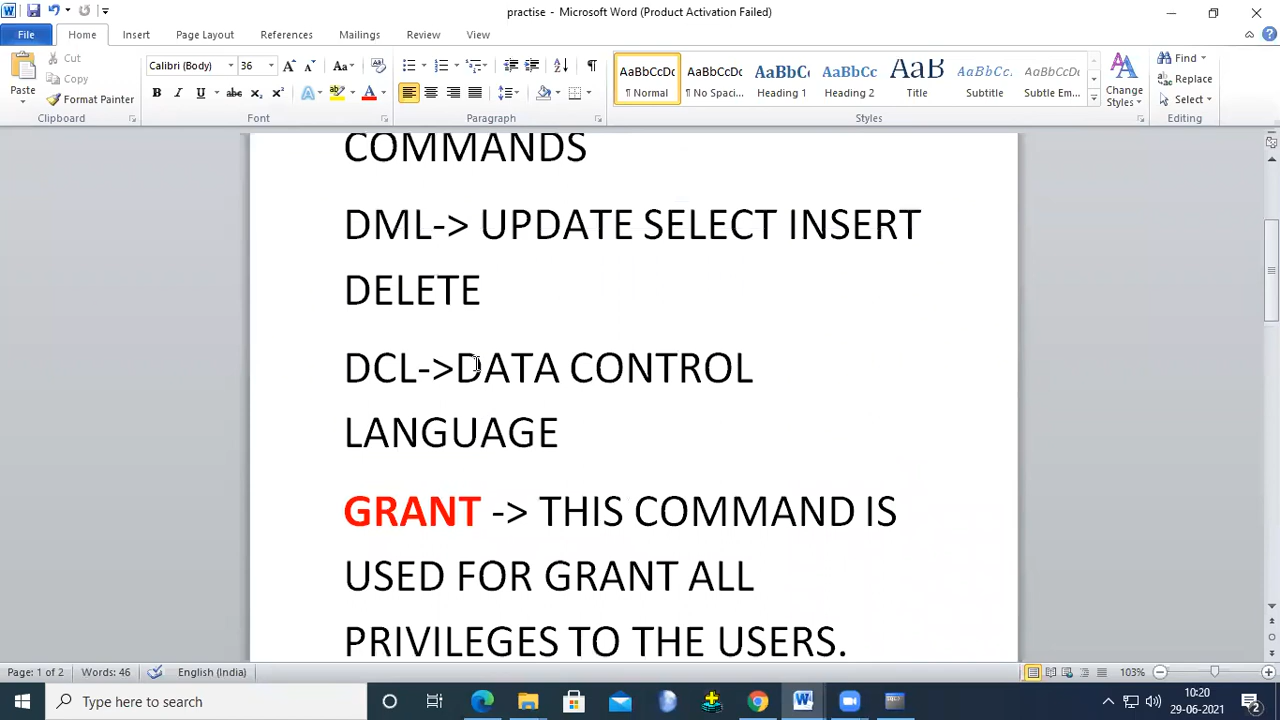 practise - Microsoft Word (Product Activation Failed)
File Home Insert Page Layout References Mailings Review View
Cut
Copy
Format Painter
Paste
Clipboard
Calibri (Body) 36
Font
Paragraph
AaBbCcDc AaBbCcDc AaBbC AaBbCc AaB AaBbCcL AaBbCcDc
¶ Normal ¶ No Spaci... Heading 1 Heading 2 Title Subtitle Subtle Em...
Change Styles
Styles
Find
Replace
Select
Editing
COMMANDS
DML-> UPDATE SELECT INSERT
DELETE
DCL->DATA CONTROL
LANGUAGE
GRANT -> THIS COMMAND IS
USED FOR GRANT ALL
PRIVILEGES TO THE USERS.
Page: 1 of 2 Words: 46 English (India) 103%
Type here to search
10:20
29-06-2021